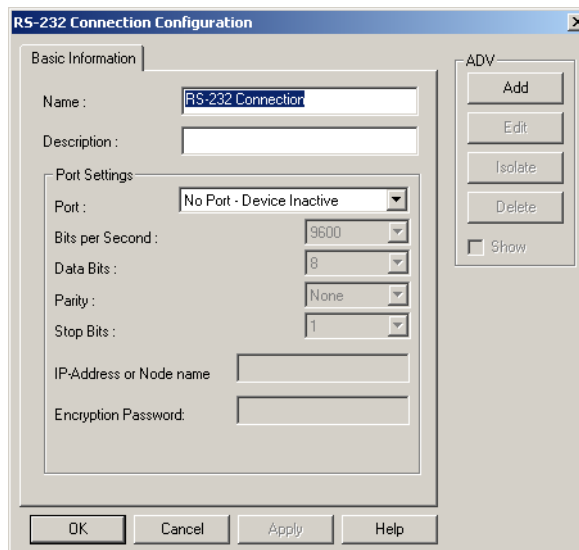 RS-232 Connection Configuration
Basic Information
Name :
RS-232 Connection
Description :
Port Settings
Port :
No Port - Device Inactive
Bits per Second :
9600
Data Bits :
8
Parity :
None
Stop Bits :
1
IP-Address or Node name
Encryption Password:
OK
Cancel
Apply
Help
ADV
Add
Edit
Isolate
Delete
Show